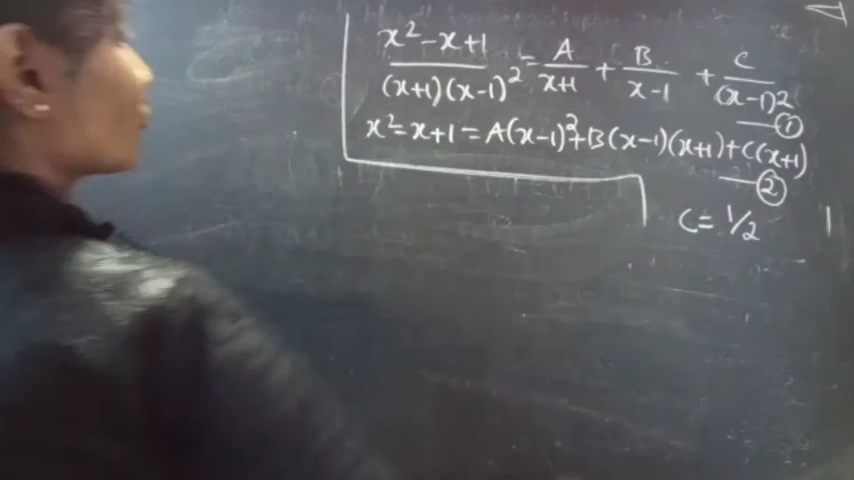 x² - x + 1 / (x+1)(x-1)² = A / x+1 + B / x-1 + C / (x-1)2
—①
x² = x + 1 = A(x-1)² + B(x-1)(x+1) + C(x+1)
—②
C = 1/2